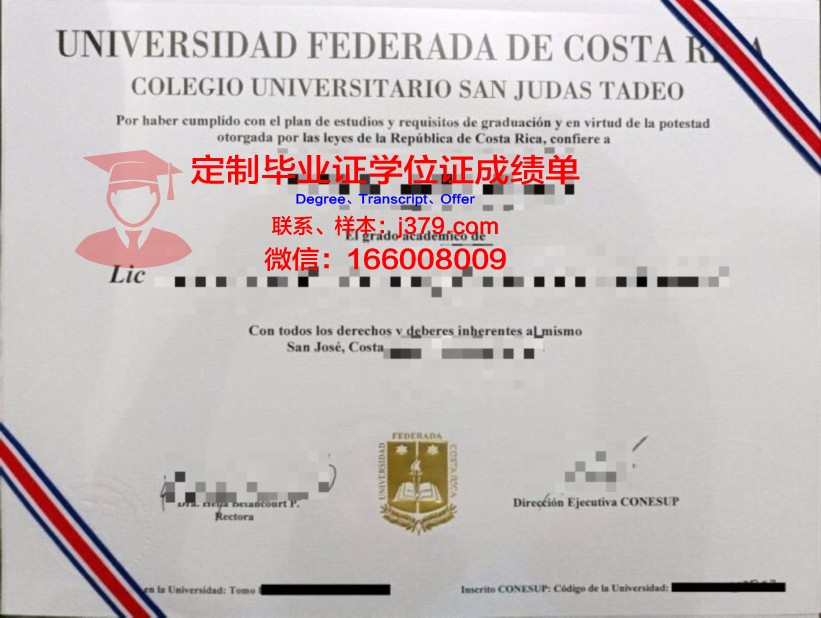 UNIVERSIDAD FEDERADA DE COSTA
COLEGIO UNIVERSITARIO SAN JUDAS TADEO
Por haber cumplido con el plan de estudios y requisitos de graduación y en virtud de la potestad
otorgada por las leyes de la República de Costa Rica, confiere a
定制毕业证学位证成绩单
Degree、Transcript、Offer
联系、样本：j379.com
El grado académico de
微信：166008009
Lic
Con todos los derechos y deberes inherentes al mismo
San José, Costa
FEDERADA
UNIVERSIDAD
COSTA RICA
Dra. Betancourt P.
Rectora
Dirección Ejecutiva CONESUP
en la Universidad: Tomo
Inscrito CONESUP: Código de la Universidad: